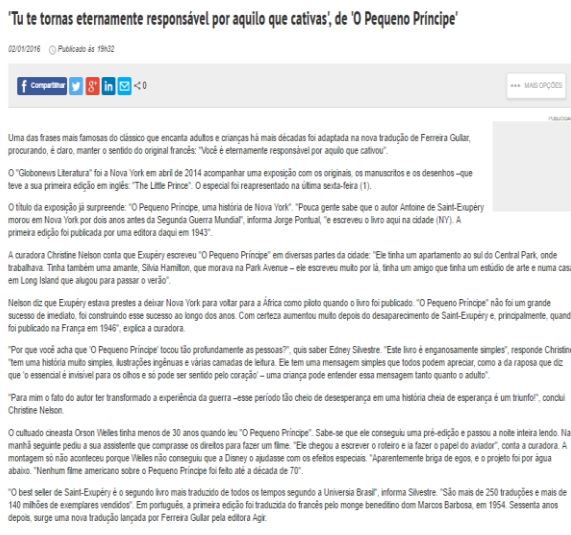 'Tu te tornas eternamente responsável por aquilo que cativas', de 'O Pequeno Príncipe'
02/01/2016 Publicado às 19h32
Compartilhar 0
MAIS OPÇÕES
Uma das frases mais famosas do clássico que encanta adultos e crianças há mais décadas foi adaptada na nova tradução de Ferreira Gullar,
procurando, é claro, manter o sentido do original francês: "Você é eternamente responsável por aquilo que cativou".
O "Globonews Literatura" foi a Nova York em abril de 2014 acompanhar uma exposição com os originais, os manuscritos e os desenhos –que
teve a sua primeira edição em inglês: "The Little Prince". O especial foi reapresentado na última sexta-feira (1).
O título da exposição já surpreende: "O Pequeno Príncipe, uma história de Nova York". "Pouca gente sabe que o autor Antoine de Saint-Exupéry
morou em Nova York por dois anos antes da Segunda Guerra Mundial", informa Jorge Pontual, "e escreveu o livro aqui na cidade (NY). A
primeira edição foi publicada por uma editora daqui em 1943".
A curadora Christine Nelson conta que Exupéry escreveu "O Pequeno Príncipe" em diversas partes da cidade: "Ele tinha um apartamento ao sul do Central Park, onde
trabalhava. Tinha também uma amante, Silvia Hamilton, que morava na Park Avenue – ele escreveu muito por lá, tinha um amigo que tinha um estúdio de arte e numa casa
em Long Island que alugou para passar o verão".
Nelson diz que Exupéry estava prestes a deixar Nova York para voltar para a África como piloto quando o livro foi publicado. "O Pequeno Príncipe" não foi um grande
sucesso de imediato, foi construindo esse sucesso ao longo dos anos. Com certeza aumentou muito depois do desaparecimento de Saint-Exupéry e, principalmente, quando
foi publicado na França em 1946", explica a curadora.
"Por que você acha que 'O Pequeno Príncipe' tocou tão profundamente as pessoas?", quis saber Edney Silvestre. "Este livro é enganosamente simples", responde Christine
"tem uma história muito simples, ilustrações ingênuas e várias camadas de leitura. Ele tem uma mensagem simples que todos podem apreciar, como a da raposa que diz
que 'o essencial é invisível para os olhos e só pode ser sentido pelo coração' – uma criança pode entender essa mensagem tanto quanto o adulto".
"Para mim o fato do autor ter transformado a experiência da guerra –esse período tão cheio de desesperança em uma história cheia de esperança é um triunfo!", conclui
Christine Nelson.
O cultuado cineasta Orson Welles tinha menos de 30 anos quando leu "O Pequeno Príncipe". Sabe-se que ele conseguiu uma pré-edição e passou a noite inteira lendo. Na
manhã seguinte pediu a sua assistente que comprasse os direitos para fazer um filme. "Ele chegou a escrever o roteiro e ia fazer o papel do aviador", conta a curadora. A
montagem só não aconteceu porque Welles não conseguiu que a Disney o ajudasse com os efeitos especiais. "Aparentemente briga de egos, e o projeto foi por água
abaixo. "Nenhum filme americano sobre o Pequeno Príncipe foi feito até a década de 70".
"O best seller de Saint-Exupéry é o segundo livro mais traduzido de todos os tempos segundo a Universia Brasil", informa Silvestre. "São mais de 250 traduções e mais de
140 milhões de exemplares vendidos". Em português, a primeira edição foi traduzida do francês pelo monge beneditino dom Marcos Barbosa, em 1954. Sessenta anos
depois, surge uma nova tradução lançada por Ferreira Gullar pela editora Agir.